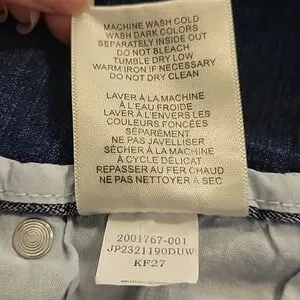 MACHINE WASH COLD
WASH DARK COLORS
SEPARATELY INSIDE OUT
DO NOT BLEACH
TUMBLE DRY LOW
WARM IRON IF NECESSARY
DO NOT DRY CLEAN
LAVER À LA MACHINE
À L'EAU FROIDE
LAVER À L'ENVERS LES
COULEURS FONCÉES
SÉPARÉMENT
NE PAS JAVELLISER
SÉCHER À LA MACHINE
À CYCLE DÉLICAT
REPASSER AU FER CHAUD
NE PAS NETTOYER À SEC
2001767-001
JP2321190DUW
KF27